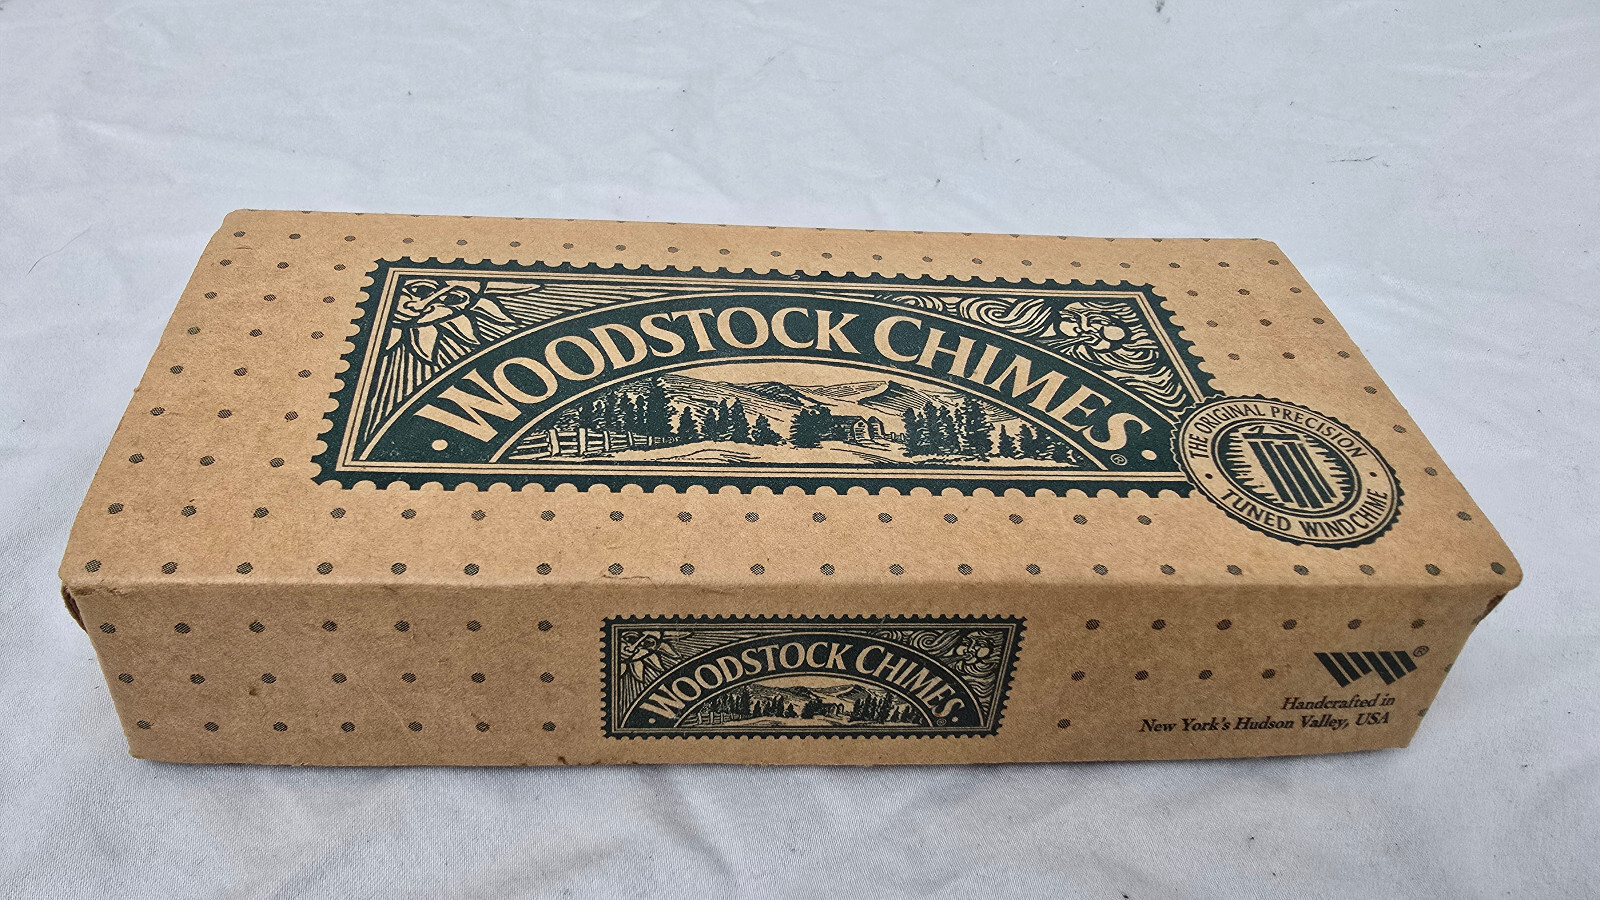 WOODSTOCK CHIMES
®
THE ORIGINAL PRECISION
TUNED WINDCHIME
WOODSTOCK CHIMES
®
®
Handcrafted in
New York's Hudson Valley, USA